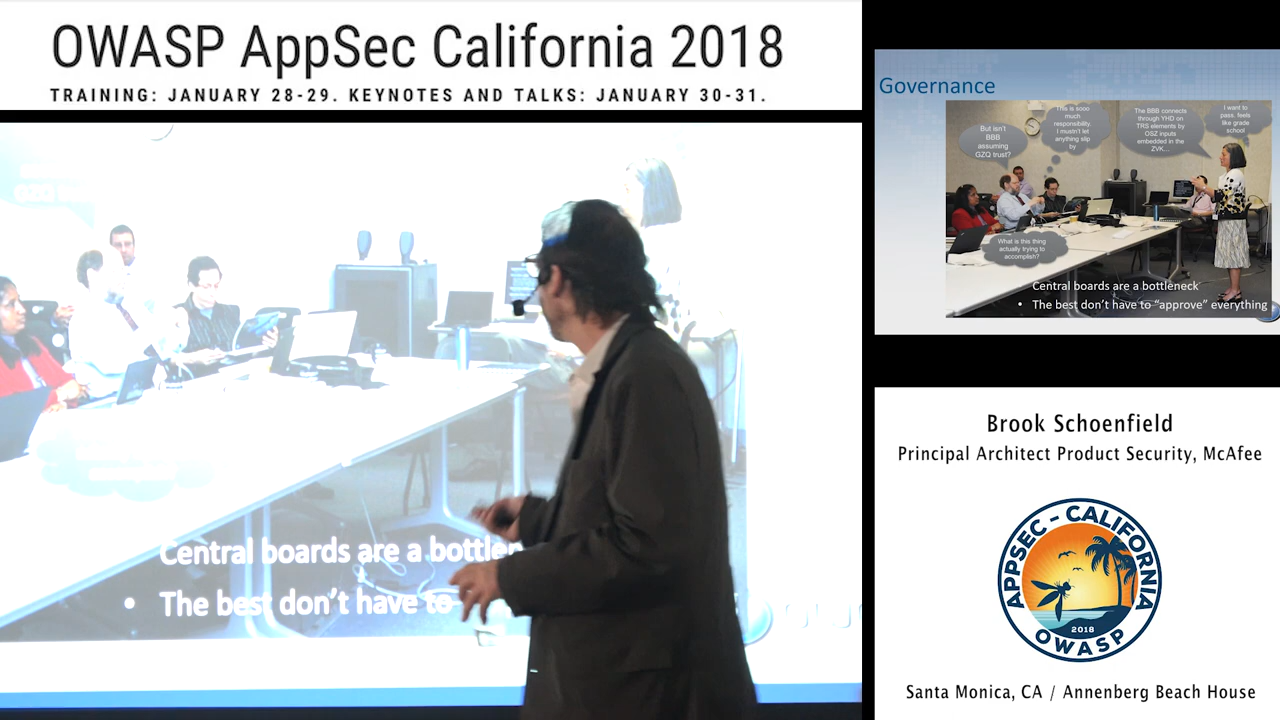 OWASP AppSec California 2018
TRAINING: JANUARY 28-29. KEYNOTES AND TALKS: JANUARY 30-31.
Central boards are a bottlen
• The best don't have to
Governance
But isn't
BBB
assuming
GZQ trust?
This is sooo
much
responsibility.
I mustn't let
anything slip
by
The BBB connects
through YHD on
TRS elements by
OSZ inputs
embedded in the
ZVK...
I want to
pass, feels
like grade
school
What is this thing
actually trying to
accomplish?
Central boards are a bottleneck
• The best don't have to "approve" everything
Brook Schoenfield
Principal Architect Product Security, McAfee
APPSEC - CALIFORNIA
2018
OWASP
Santa Monica, CA / Annenberg Beach House